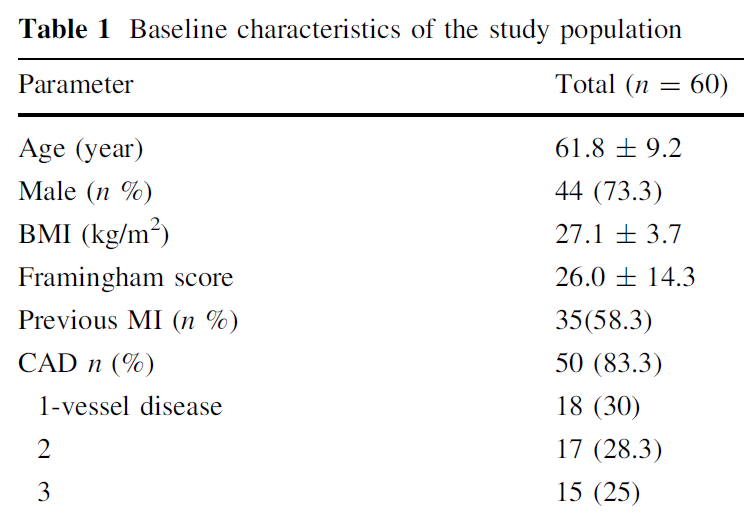 Table 1 Baseline characteristics of the study population
Parameter Total (n = 60)
Age (year) 61.8 ± 9.2
Male (n %) 44 (73.3)
BMI (kg/m²) 27.1 ± 3.7
Framingham score 26.0 ± 14.3
Previous MI (n %) 35(58.3)
CAD n (%) 50 (83.3)
1-vessel disease 18 (30)
2 17 (28.3)
3 15 (25)